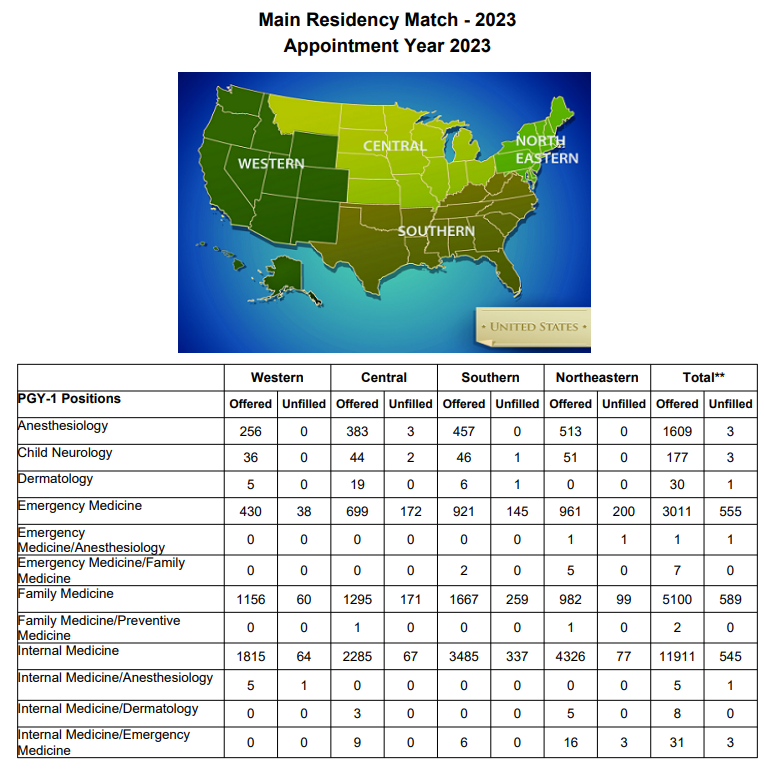 Main Residency Match - 2023
Appointment Year 2023
WESTERN
CENTRAL
NORTH
EASTERN
SOUTHERN
• UNITED STATES •
Western Central Southern Northeastern Total**
PGY-1 Positions Offered Unfilled Offered Unfilled Offered Unfilled Offered Unfilled Offered Unfilled
Anesthesiology 256 0 383 3 457 0 513 0 1609 3
Child Neurology 36 0 44 2 46 1 51 0 177 3
Dermatology 5 0 19 0 6 1 0 0 30 1
Emergency Medicine 430 38 699 172 921 145 961 200 3011 555
Emergency
Medicine/Anesthesiology 0 0 0 0 0 0 1 1 1 1
Emergency Medicine/Family
Medicine 0 0 0 0 2 0 5 0 7 0
Family Medicine 1156 60 1295 171 1667 259 982 99 5100 589
Family Medicine/Preventive
Medicine 0 0 1 0 0 0 1 0 2 0
Internal Medicine 1815 64 2285 67 3485 337 4326 77 11911 545
Internal Medicine/Anesthesiology 5 1 0 0 0 0 0 0 5 1
Internal Medicine/Dermatology 0 0 3 0 0 0 5 0 8 0
Internal Medicine/Emergency
Medicine 0 0 9 0 6 0 16 3 31 3